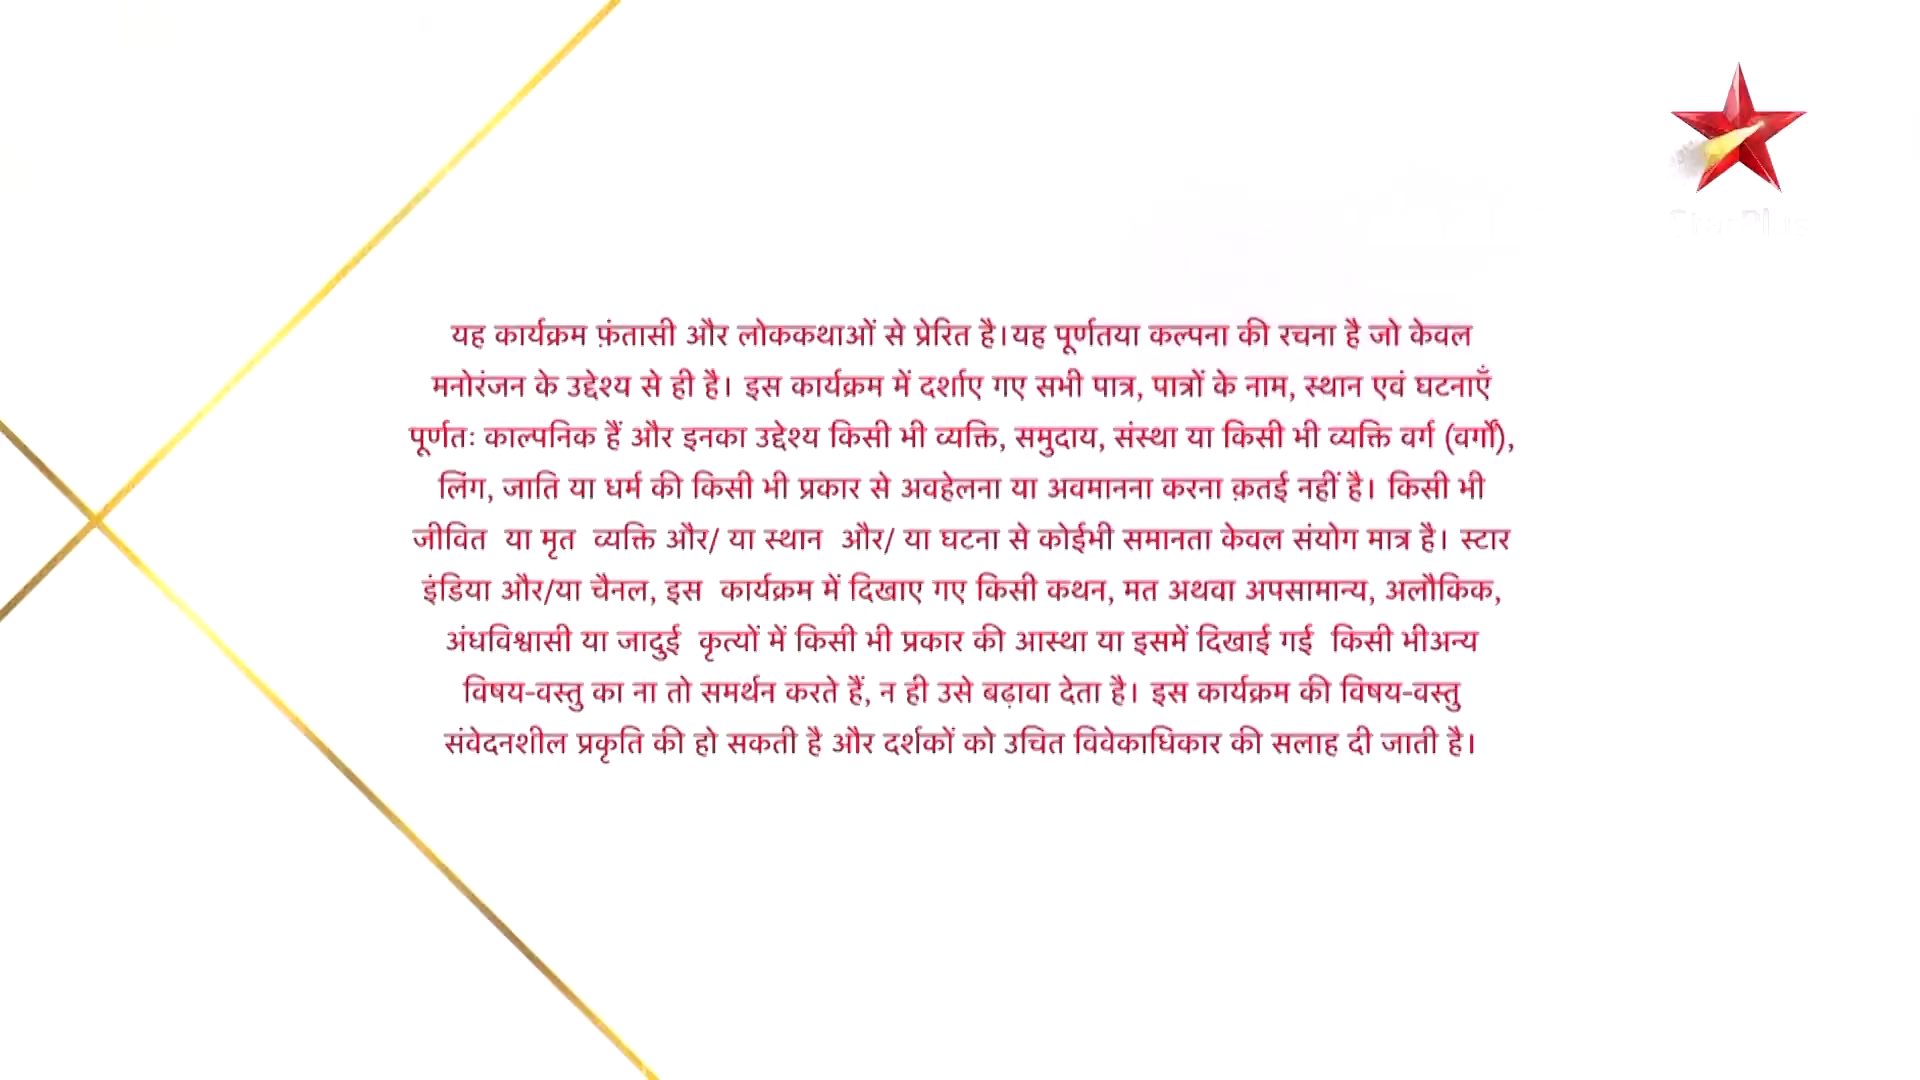 यह कार्यक्रम फ़ंतासी और लोककथाओं से प्रेरित है।यह पूर्णतया कल्पना की रचना है जो केवल
मनोरंजन के उद्देश्य से ही है। इस कार्यक्रम में दर्शाए गए सभी पात्र, पात्रों के नाम, स्थान एवं घटनाएँ
पूर्णतः काल्पनिक हैं और इनका उद्देश्य किसी भी व्यक्ति, समुदाय, संस्था या किसी भी व्यक्ति वर्ग (वर्गों),
लिंग, जाति या धर्म की किसी भी प्रकार से अवहेलना या अवमानना करना क़तई नहीं है। किसी भी
जीवित या मृत व्यक्ति और/ या स्थान और/ या घटना से कोईभी समानता केवल संयोग मात्र है। स्टार
इंडिया और/या चैनल, इस कार्यक्रम में दिखाए गए किसी कथन, मत अथवा अपसामान्य, अलौकिक,
अंधविश्वासी या जादुई कृत्यों में किसी भी प्रकार की आस्था या इसमें दिखाई गई किसी भीअन्य
विषय-वस्तु का ना तो समर्थन करते हैं, न ही उसे बढ़ावा देता है। इस कार्यक्रम की विषय-वस्तु
संवेदनशील प्रकृति की हो सकती है और दर्शकों को उचित विवेकाधिकार की सलाह दी जाती है।